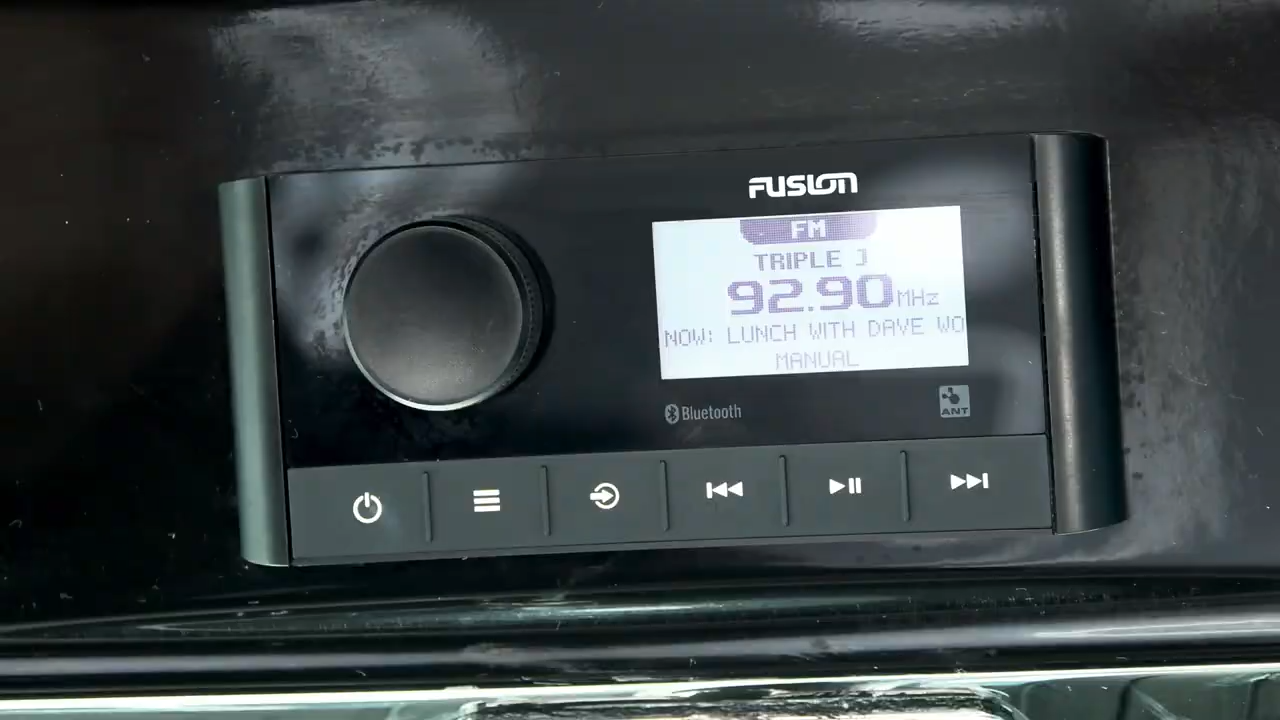 FUSION
FM
TRIPLE J
92.90 MHz
NOW: LUNCH WITH DAVE WO
MANUAL
Bluetooth
ANT